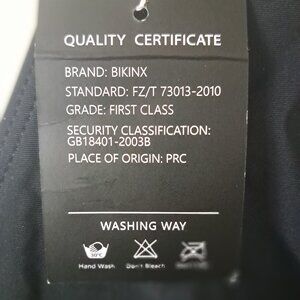 QUALITY CERTIFICATE
BRAND: BIKINX
STANDARD: FZ/T 73013-2010
GRADE: FIRST CLASS
SECURITY CLASSIFICATION:
GB18401-2003B
PLACE OF ORIGIN: PRC
WASHING WAY
30°C
Hand Wash Don't Bleach